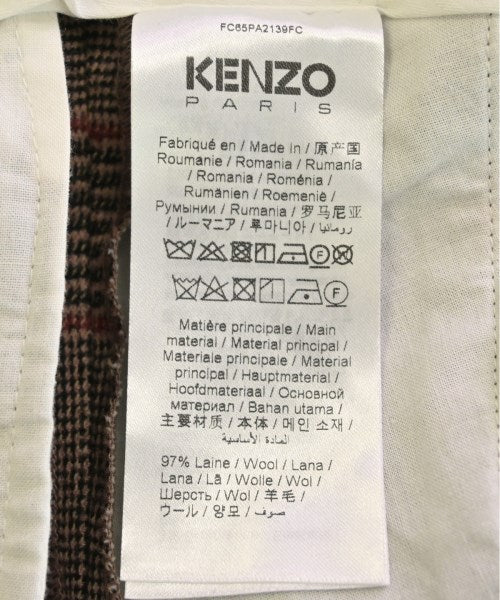 FC65PA2139FC
KENZO
PARIS
Fabriqué en / Made in / 原产国
Roumanie / Romania / Rumanía
/ Romania / Roménia /
Rumänien / Roemenië /
Румынии / Rumania / 罗马尼亚
/ ルーマニア / 루마니아 / رومانيا
F
F
Matière principale / Main
material / Material principal /
Materiale principale / Material
principal / Hauptmaterial /
Hoofdmateriaal / Основной
материал / Bahan utama /
主要材质 / 本体 / 메인 소재 /
المادة الأساسية
97% Laine / Wool / Lana /
Lana / Lã / Wolle / Wol /
Шерсть / Wol / 羊毛 /
ウール / 양모 / صوف